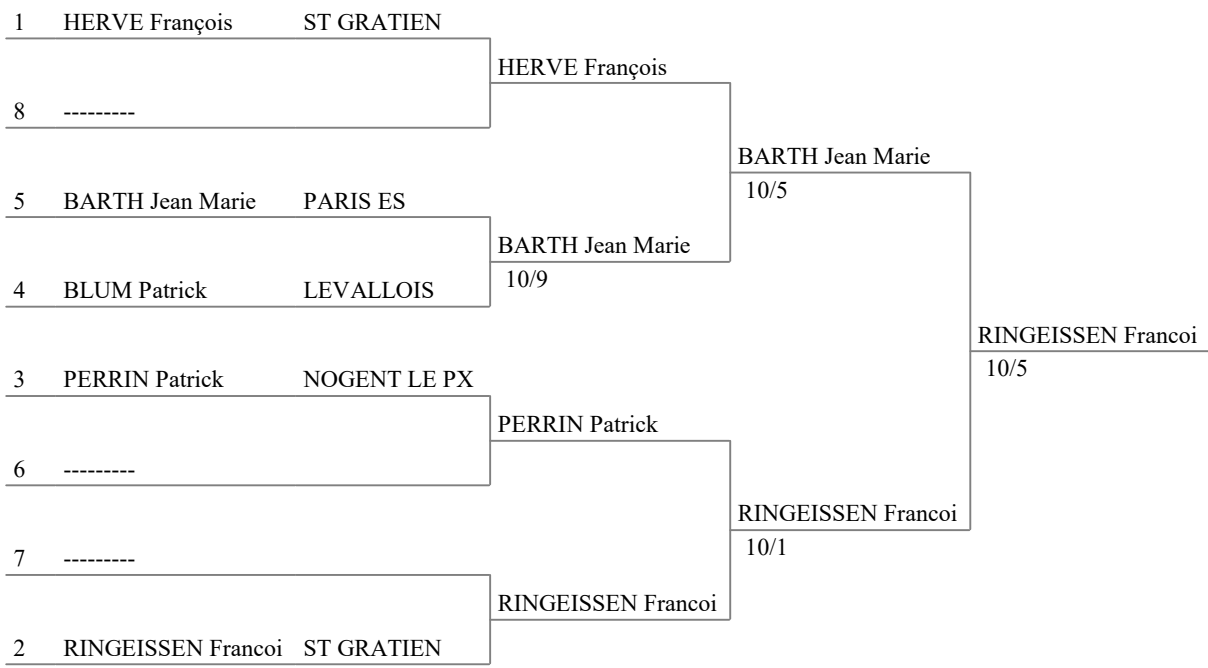 1 HERVE François ST GRATIEN
HERVE François
8 ---------
BARTH Jean Marie
10/5
5 BARTH Jean Marie PARIS ES
BARTH Jean Marie
10/9
4 BLUM Patrick LEVALLOIS
RINGEISSEN Francoi
10/5
3 PERRIN Patrick NOGENT LE PX
PERRIN Patrick
6 ---------
RINGEISSEN Francoi
10/1
7 ---------
RINGEISSEN Francoi
2 RINGEISSEN Francoi ST GRATIEN